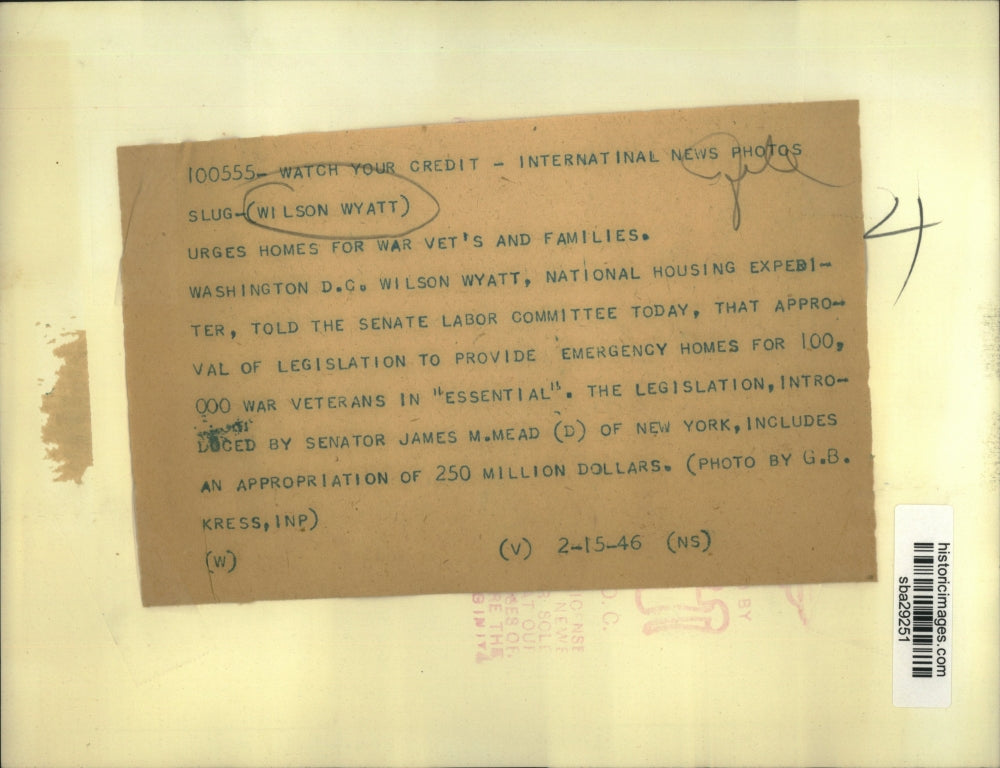 100555- WATCH YOUR CREDIT - INTERNATINAL NEWS PHOTOS
SLUG-(WILSON WYATT)
URGES HOMES FOR WAR VET'S AND FAMILIES.
WASHINGTON D.C. WILSON WYATT, NATIONAL HOUSING EXPEDI-
TER, TOLD THE SENATE LABOR COMMITTEE TODAY, THAT APPRO-
VAL OF LEGISLATION TO PROVIDE EMERGENCY HOMES FOR 100,
000 WAR VETERANS IN "ESSENTIAL". THE LEGISLATION,INTRO-
DUCED BY SENATOR JAMES M.MEAD (D) OF NEW YORK,INCLUDES
AN APPROPRIATION OF 250 MILLION DOLLARS. (PHOTO BY G.B.
KRESS,INP)
(W) (V) 2-15-46 (NS)
4
historicimages.com
sba29251
D.C.
BY